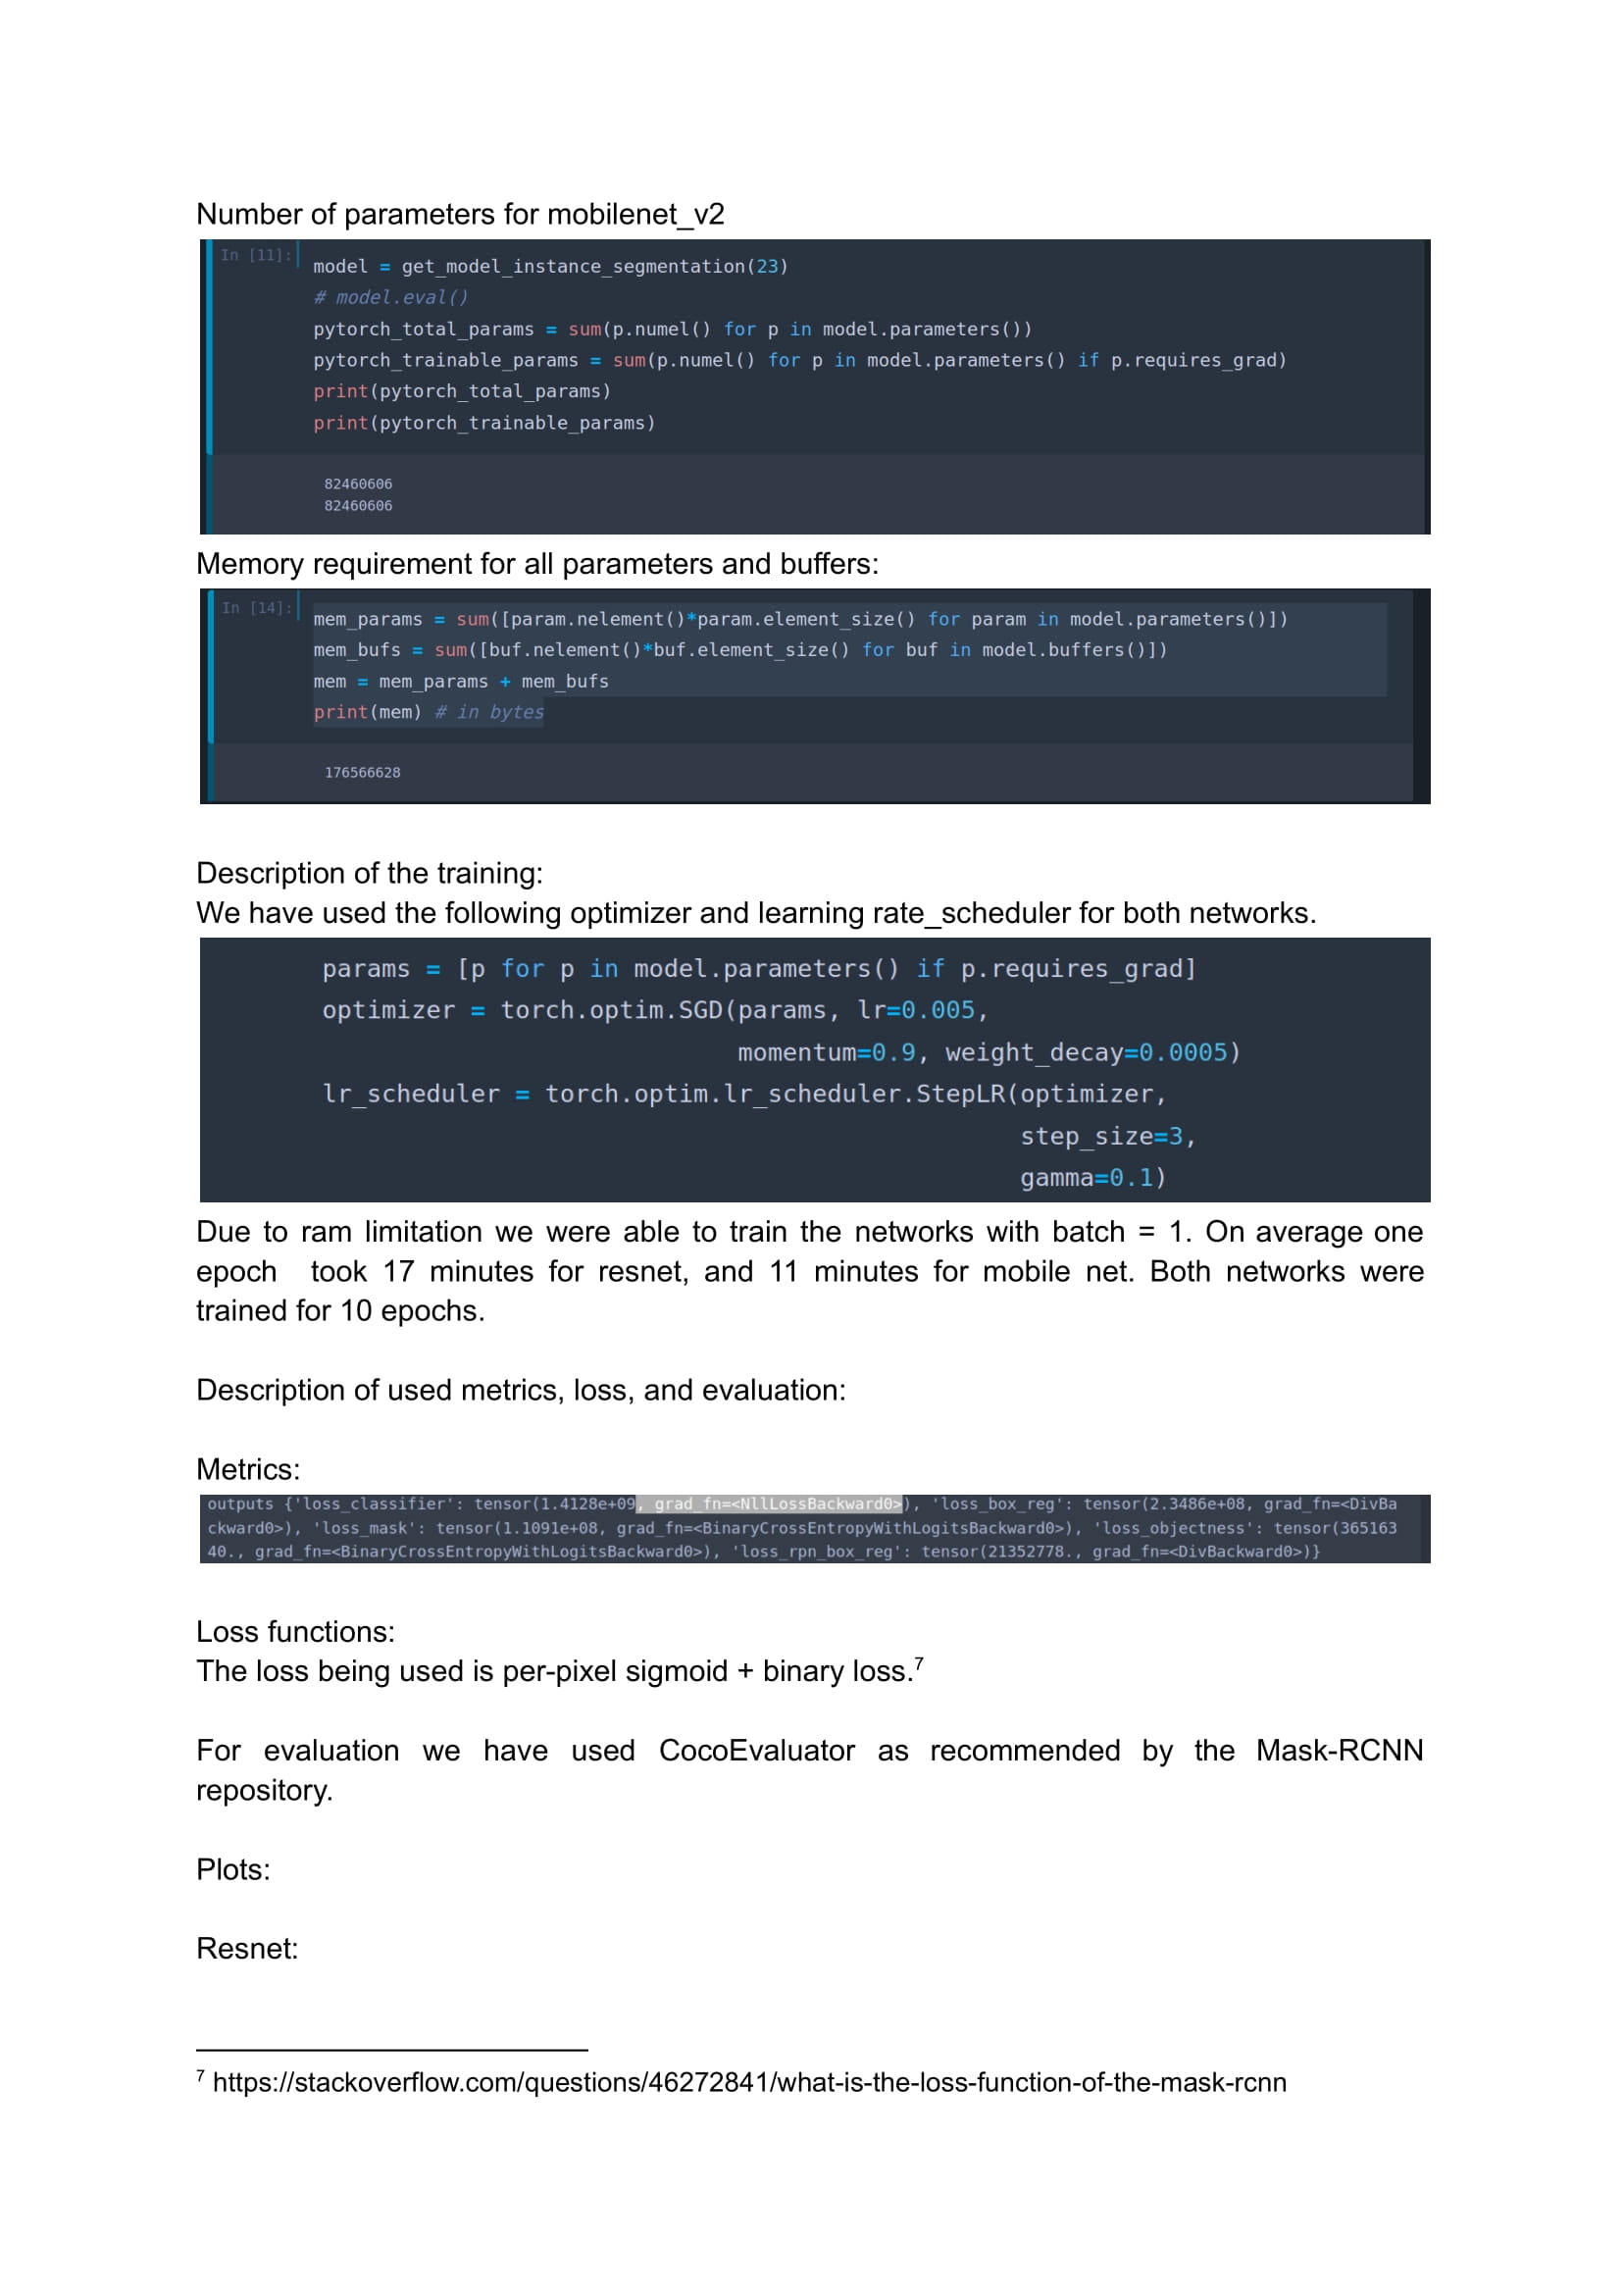 Number of parameters for mobilenet_v2
In [11]:
model = get_model_instance_segmentation(23)
# model.eval()
pytorch_total_params = sum(p.numel() for p in model.parameters())
pytorch_trainable_params = sum(p.numel() for p in model.parameters() if p.requires_grad)
print(pytorch_total_params)
print(pytorch_trainable_params)
82460606
82460606
Memory requirement for all parameters and buffers:
In [14]:
mem_params = sum([param.nelement()*param.element_size() for param in model.parameters()])
mem_bufs = sum([buf.nelement()*buf.element_size() for buf in model.buffers()])
mem = mem_params + mem_bufs
print(mem) # in bytes
176566628
Description of the training:
We have used the following optimizer and learning rate_scheduler for both networks.
params = [p for p in model.parameters() if p.requires_grad]
optimizer = torch.optim.SGD(params, lr=0.005,
momentum=0.9, weight_decay=0.0005)
lr_scheduler = torch.optim.lr_scheduler.StepLR(optimizer,
step_size=3,
gamma=0.1)
Due to ram limitation we were able to train the networks with batch = 1. On average one
epoch took 17 minutes for resnet, and 11 minutes for mobile net. Both networks were
trained for 10 epochs.
Description of used metrics, loss, and evaluation:
Metrics:
outputs {'loss_classifier': tensor(1.4128e+09, grad_fn=<NllLossBackward0>), 'loss_box_reg': tensor(2.3486e+08, grad_fn=<DivBa
ckward0>), 'loss_mask': tensor(1.1091e+08, grad_fn=<BinaryCrossEntropyWithLogitsBackward0>), 'loss_objectness': tensor(365163
40., grad_fn=<BinaryCrossEntropyWithLogitsBackward0>), 'loss_rpn_box_reg': tensor(21352778., grad_fn=<DivBackward0>)}
Loss functions:
The loss being used is per-pixel sigmoid + binary loss.7
For evaluation we have used CocoEvaluator as recommended by the Mask-RCNN
repository.
Plots:
Resnet:
7 https://stackoverflow.com/questions/46272841/what-is-the-loss-function-of-the-mask-rcnn